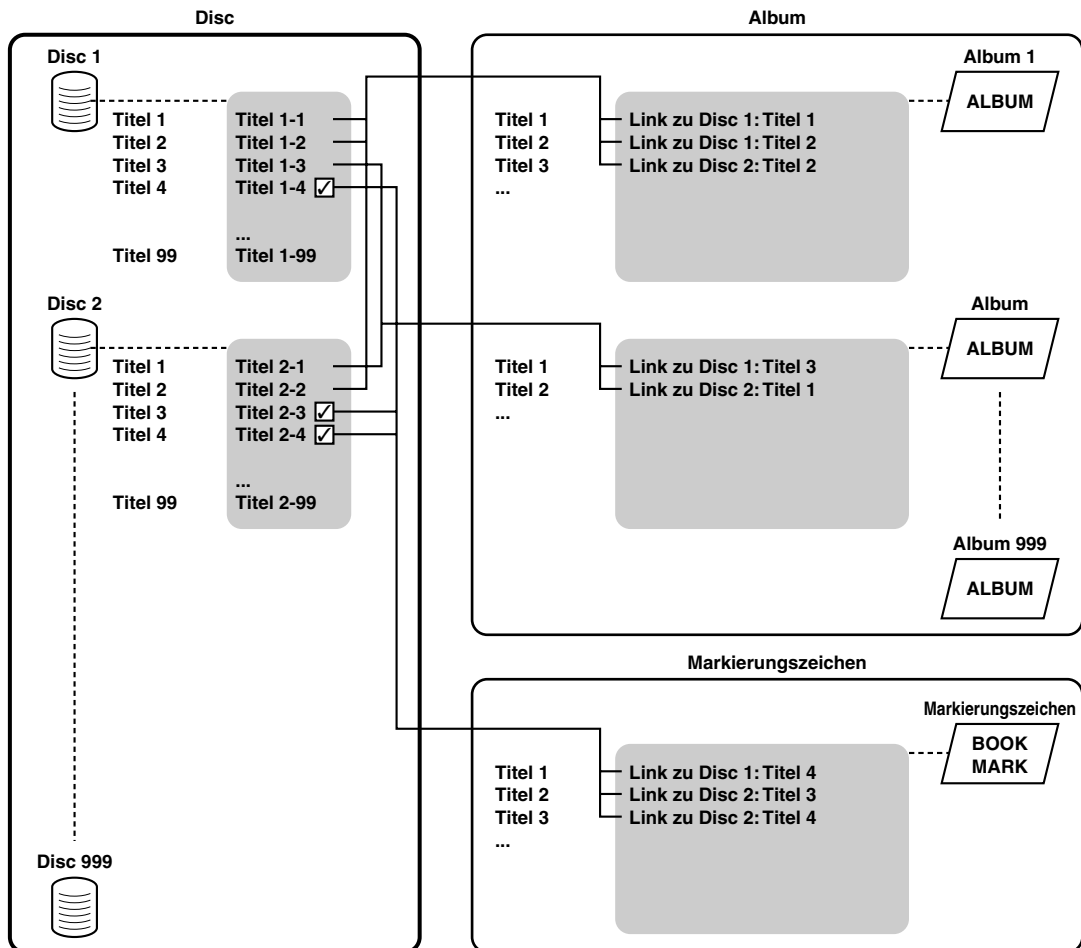 Disc
Disc 1
Titel 1 Titel 1-1
Titel 2 Titel 1-2
Titel 3 Titel 1-3
Titel 4 Titel 1-4
...
Titel 99 Titel 1-99
Disc 2
Titel 1 Titel 2-1
Titel 2 Titel 2-2
Titel 3 Titel 2-3
Titel 4 Titel 2-4
...
Titel 99 Titel 2-99
Disc 999
Album
Album 1
ALBUM
Titel 1 Link zu Disc 1: Titel 1
Titel 2 Link zu Disc 1: Titel 2
Titel 3 Link zu Disc 2: Titel 2
...
Album
ALBUM
Titel 1 Link zu Disc 1: Titel 3
Titel 2 Link zu Disc 2: Titel 1
...
Album 999
ALBUM
Markierungszeichen
Markierungszeichen
BOOK
MARK
Titel 1 Link zu Disc 1: Titel 4
Titel 2 Link zu Disc 2: Titel 3
Titel 3 Link zu Disc 2: Titel 4
...